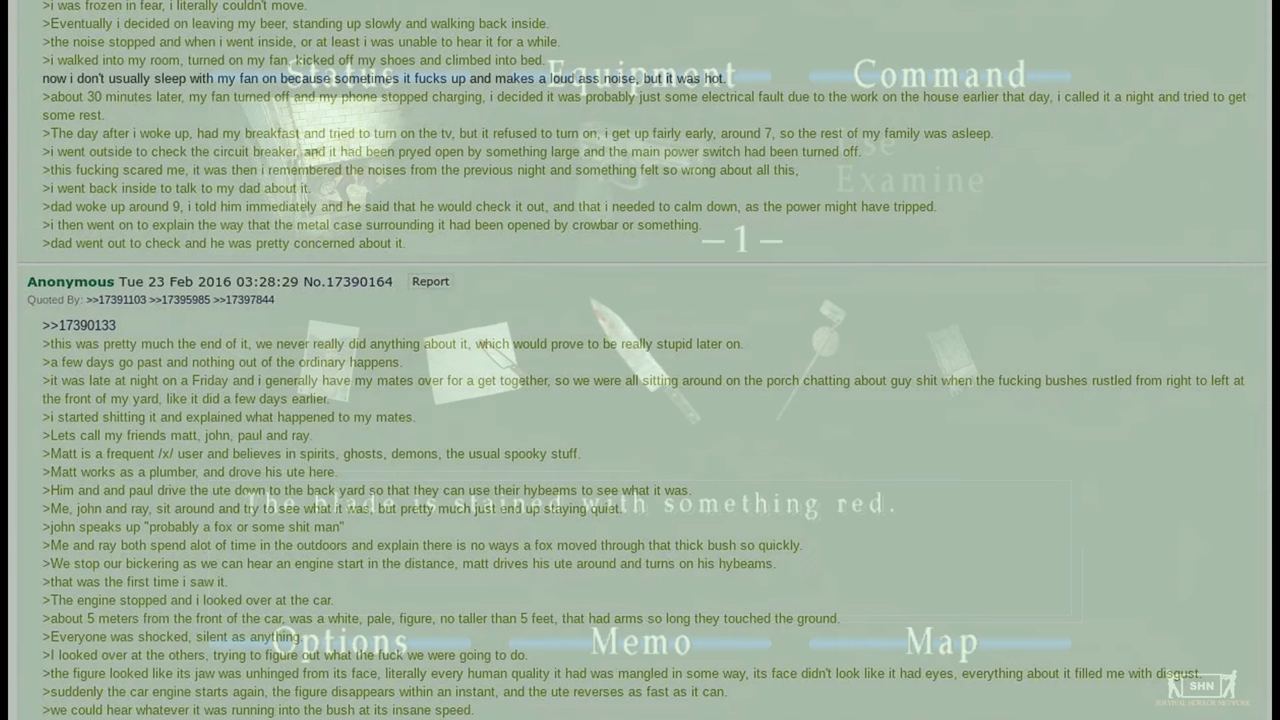 >i was frozen in fear, i literally couldn't move.
>Eventually i decided on leaving my beer, standing up slowly and walking back inside.
>the noise stopped and when i went inside, or at least i was unable to hear it for a while.
>i walked into my room, turned on my fan, kicked off my shoes and climbed into bed.
Status Equipment Command
now i don't usually sleep with my fan on because sometimes it fucks up and makes a loud ass noise, but it was hot.
>about 30 minutes later, my fan turned off and my phone stopped charging, i decided it was probably just some electrical fault due to the work on the house earlier that day, i called it a night and tried to get
some rest.
>The day after i woke up, had my breakfast and tried to turn on the tv, but it refused to turn on, i get up fairly early, around 7, so the rest of my family was asleep.
>i went outside to check the circuit breaker, and it had been pryed open by something large and the main power switch had been turned off.
>this fucking scared me, it was then i remembered the noises from the previous night and something felt so wrong about all this,
Examine
>i went back inside to talk to my dad about it.
>dad woke up around 9, i told him immediately and he said that he would check it out, and that i needed to calm down, as the power might have tripped.
>i then went on to explain the way that the metal case surrounding it had been opened by crowbar or something.
– 1 –
>dad went out to check and he was pretty concerned about it.
Anonymous Tue 23 Feb 2016 03:28:29 No.17390164 Report
Quoted By: >>17391103 >>17395985 >>17397844
>>17390133
>this was pretty much the end of it, we never really did anything about it, which would prove to be really stupid later on.
>a few days go past and nothing out of the ordinary happens.
>it was late at night on a Friday and i generally have my mates over for a get together, so we were all sitting around on the porch chatting about guy shit when the fucking bushes rustled from right to left at
the front of my yard, like it did a few days earlier.
>i started shitting it and explained what happened to my mates.
>Lets call my friends matt, john, paul and ray.
>Matt is a frequent /x/ user and believes in spirits, ghosts, demons, the usual spooky stuff.
>Matt works as a plumber, and drove his ute here.
>Him and and paul drive the ute down to the back yard so that they can use their hybeams to see what it was.
The blade is stained with something red.
>Me, john and ray, sit around and try to see what it was, but pretty much just end up staying quiet.
>john speaks up "probably a fox or some shit man"
>Me and ray both spend alot of time in the outdoors and explain there is no ways a fox moved through that thick bush so quickly.
>We stop our bickering as we can hear an engine start in the distance, matt drives his ute around and turns on his hybeams.
>that was the first time i saw it.
>The engine stopped and i looked over at the car.
>about 5 meters from the front of the car, was a white, pale, figure, no taller than 5 feet, that had arms so long they touched the ground.
>Everyone was shocked, silent as anything.
Options Memo Map
>I looked over at the others, trying to figure out what the fuck we were going to do.
>the figure looked like its jaw was unhinged from its face, literally every human quality it had was mangled in some way, its face didn't look like it had eyes, everything about it filled me with disgust.
SHN
SURVIVAL HORROR NETWORK
>suddenly the car engine starts again, the figure disappears within an instant, and the ute reverses as fast as it can.
>we could hear whatever it was running into the bush at its insane speed.